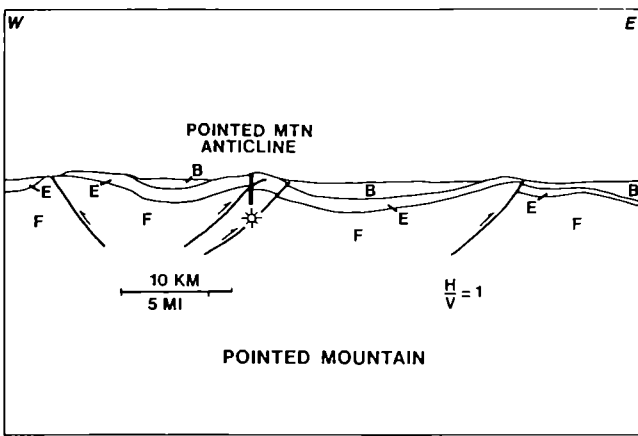 W E
POINTED MTN
ANTICLINE
B
E E B E B
F F E F
10 KM
5 MI
H/V = 1
POINTED MOUNTAIN